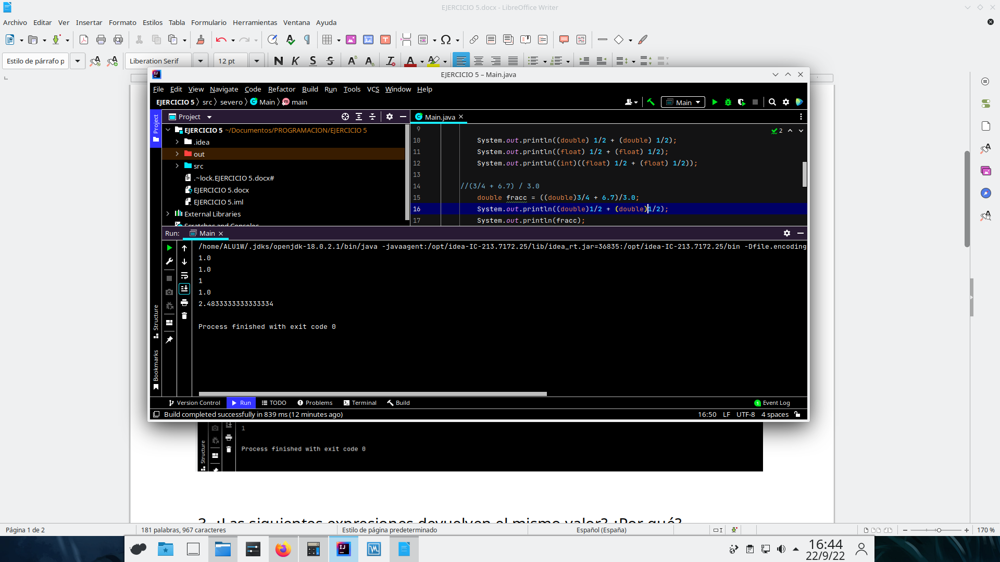 EJERCICIO 5.docx - LibreOffice Writer
Archivo Editar Ver Insertar Formato Estilos Tabla Formulario Herramientas Ventana Ayuda
Estilo de párrafo p
Liberation Serif
12 pt
N K S S
EJERCICIO 5 – Main.java
File Edit View Navigate Code Refactor Build Run Tools VCS Window Help
EJERCICIO 5 src severo Main main
Main
Project
Project
Main.java
EJERCICIO 5 ~/Documentos/PROGRAMACION/EJERCICIO 5
.idea
out
src
.~lock.EJERCICIO 5.docx#
EJERCICIO 5.docx
EJERCICIO 5.iml
External Libraries
Scratches and Consoles
2
9
10 System.out.println((double) 1/2 + (double) 1/2);
11 System.out.println((float) 1/2 + (float) 1/2);
12 System.out.println((int)((float) 1/2 + (float) 1/2));
13
14 //(3/4 + 6.7) / 3.0
15 double fracc = ((double)3/4 + 6.7)/3.0;
16 System.out.println((double)1/2 + (double)1/2);
17 System.out.println(fracc);
Run: Main
/home/ALU1W/.jdks/openjdk-18.0.2.1/bin/java -javaagent:/opt/idea-IC-213.7172.25/lib/idea_rt.jar=36835:/opt/idea-IC-213.7172.25/bin -Dfile.encoding
1.0
1.0
1
1.0
2.4833333333333334
Process finished with exit code 0
Structure
Bookmarks
Version Control Run TODO Problems Terminal Build
1 Event Log
Build completed successfully in 839 ms (12 minutes ago)
16:50 LF UTF-8 4 spaces
1
Process finished with exit code 0
Structure
3. ¿Las siguientes expresiones devuelven el mismo valor? ¿Por qué?
Página 1 de 2
181 palabras, 967 caracteres
Estilo de página predeterminado
Español (España)
170 %
16:44
22/9/22